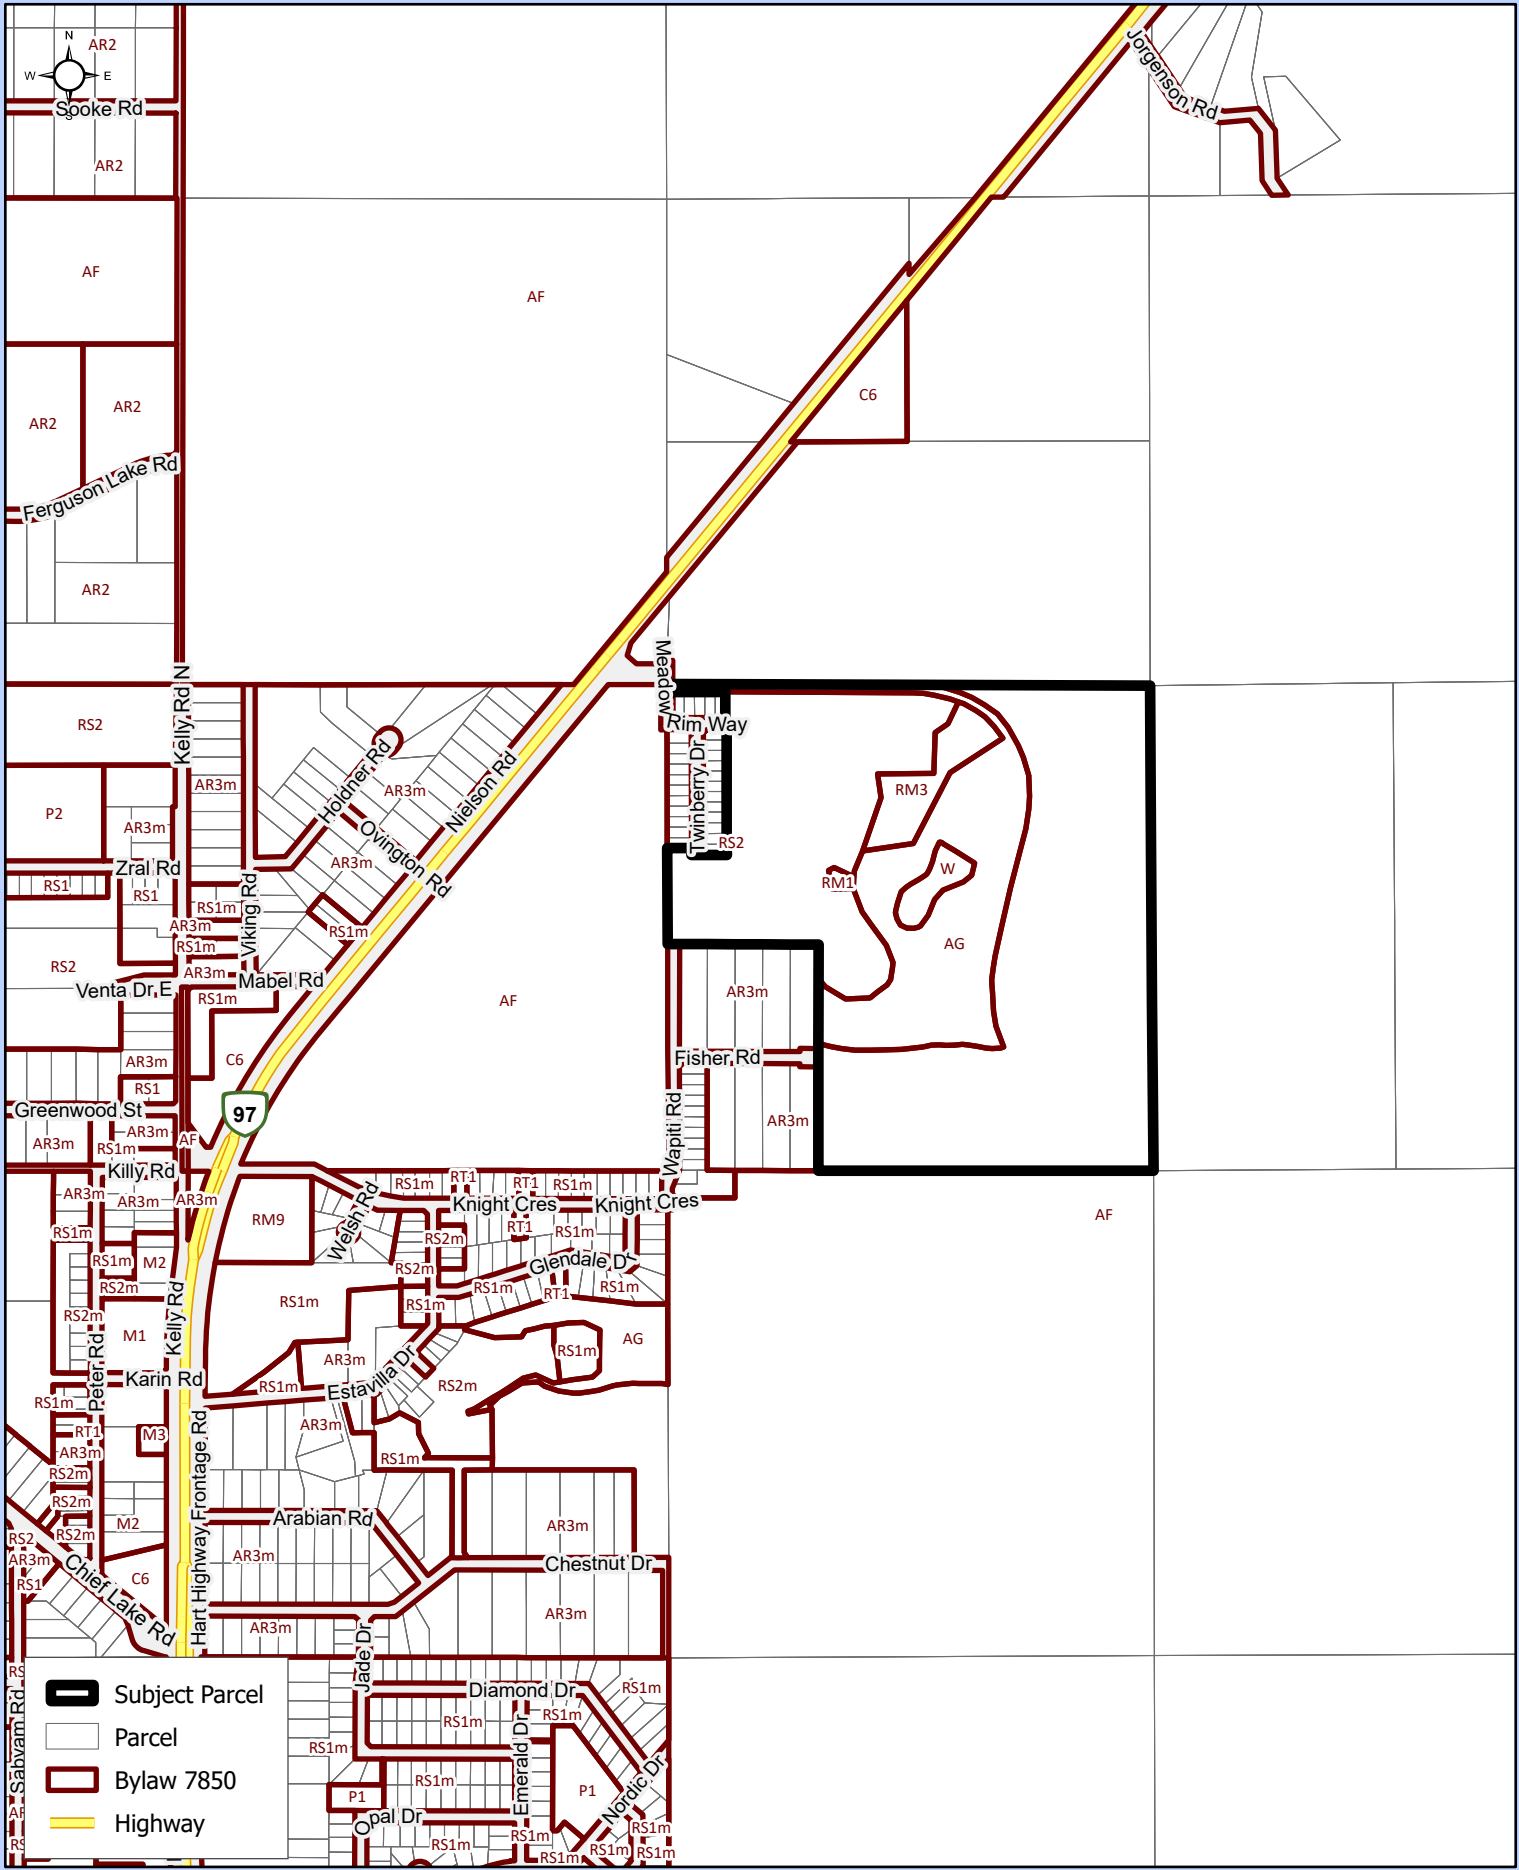 AR2
N
W
E
S
Sooke Rd
Jorgenson Rd
AR2
AF
AF
C6
AR2
AR2
Ferguson Lake Rd
AR2
Kelly Rd N
Meadow
Rim Way
Twinberry Dr
RS2
RS2
AR3m
Holdner Rd
AR3m
Nielson Rd
RM3
P2
AR3m
Ovington Rd
AR3m
Zral Rd
RS1
RS1
W
RM1
RS1m
Viking Rd
AR3m
RS1m
RS1m
AG
RS2
AR3m
Mabel Rd
Venta Dr E
RS1m
AF
AR3m
C6
AR3m
Fisher Rd
RS1
97
Greenwood St
AR3m
AR3m
AF
RS1m
Wapiti Rd
AR3m
Killy Rd
AR3m
AR3m
AR3m
RS1m
RT1
RT1
RS1m
Knight Cres
Knight Cres
RM9
Welsh Rd
RT1
RS1m
AF
RS1m
RS2m
RS1m
M2
RS2m
Glendale Dr
RS2m
RS1m
RT1
RS1m
RS1m
RS1m
RS2m
M1
Kelly Rd
AG
RS1m
AR3m
Peter Rd
Karin Rd
RS1m
Estavilla Dr
RS2m
RS1m
AR3m
RT1
M3
AR3m
RS1m
RS2m
RS2m
Hart Highway Frontage Rd
M2
Arabian Rd
AR3m
RS2m
RS2
AR3m
AR3m
Chestnut Dr
RS1
Chief Lake Rd
C6
AR3m
AR3m
Jade Dr
RS
Diamond Dr
RS1m
RS1m
RS1m
Emerald Dr
RS1m
RS1m
P1
P1
Nordic Dr
Opal Dr
RS1m
RS1m
RS1m
RS1m
RS1m
RS1m
Sabyam Rd
AF
RS
Subject Parcel
Parcel
Bylaw 7850
Highway